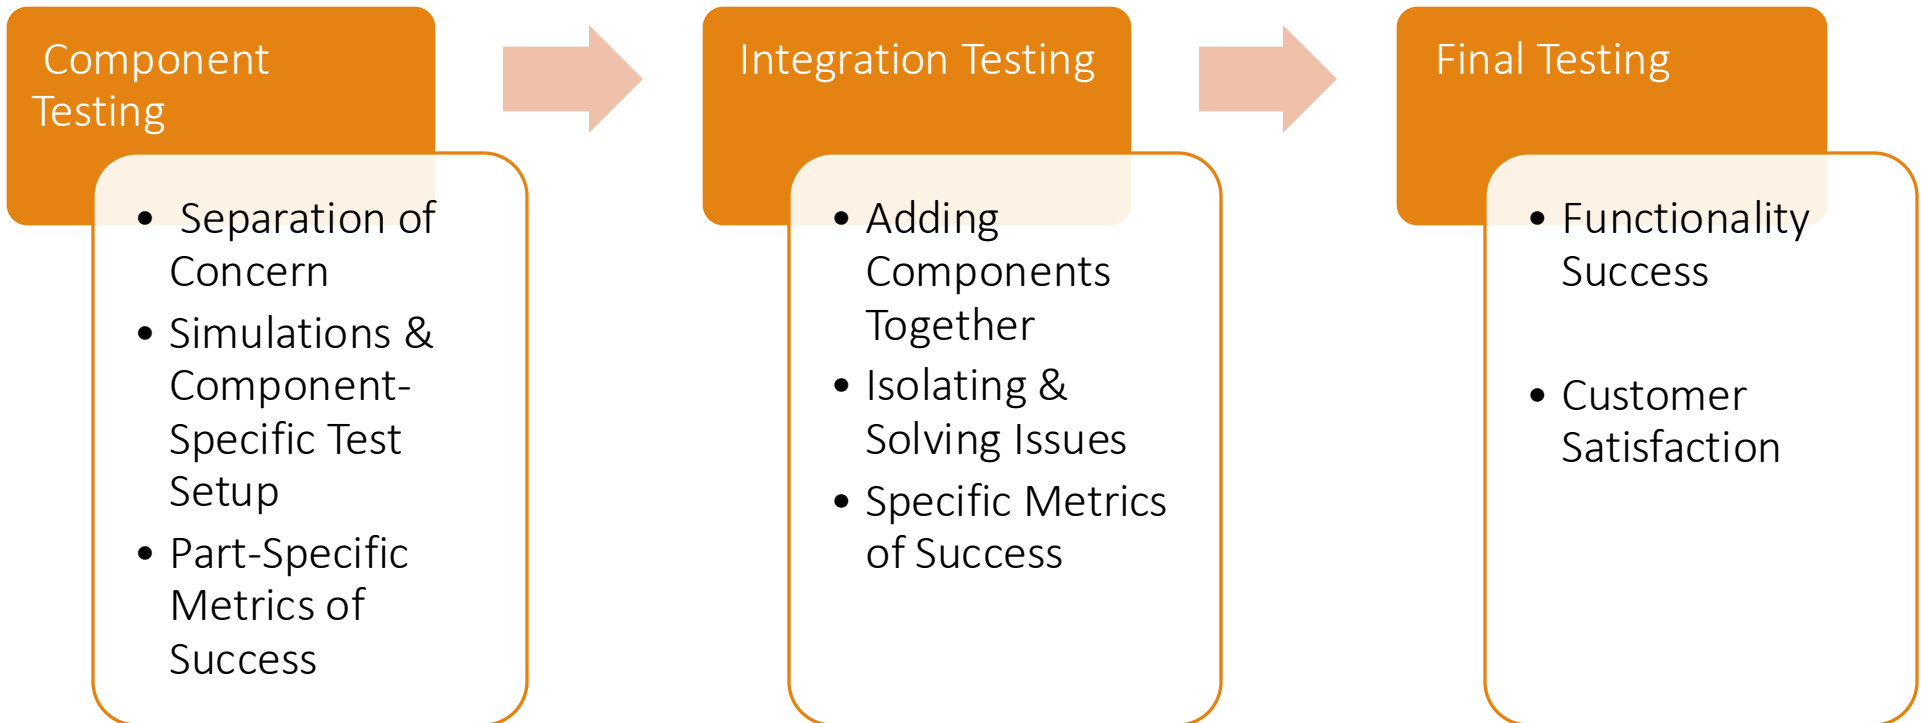 Component
Testing
• Separation of
Concern
• Simulations &
Component-
Specific Test
Setup
• Part-Specific
Metrics of
Success
Integration Testing
• Adding
Components
Together
• Isolating &
Solving Issues
• Specific Metrics
of Success
Final Testing
• Functionality
Success
• Customer
Satisfaction